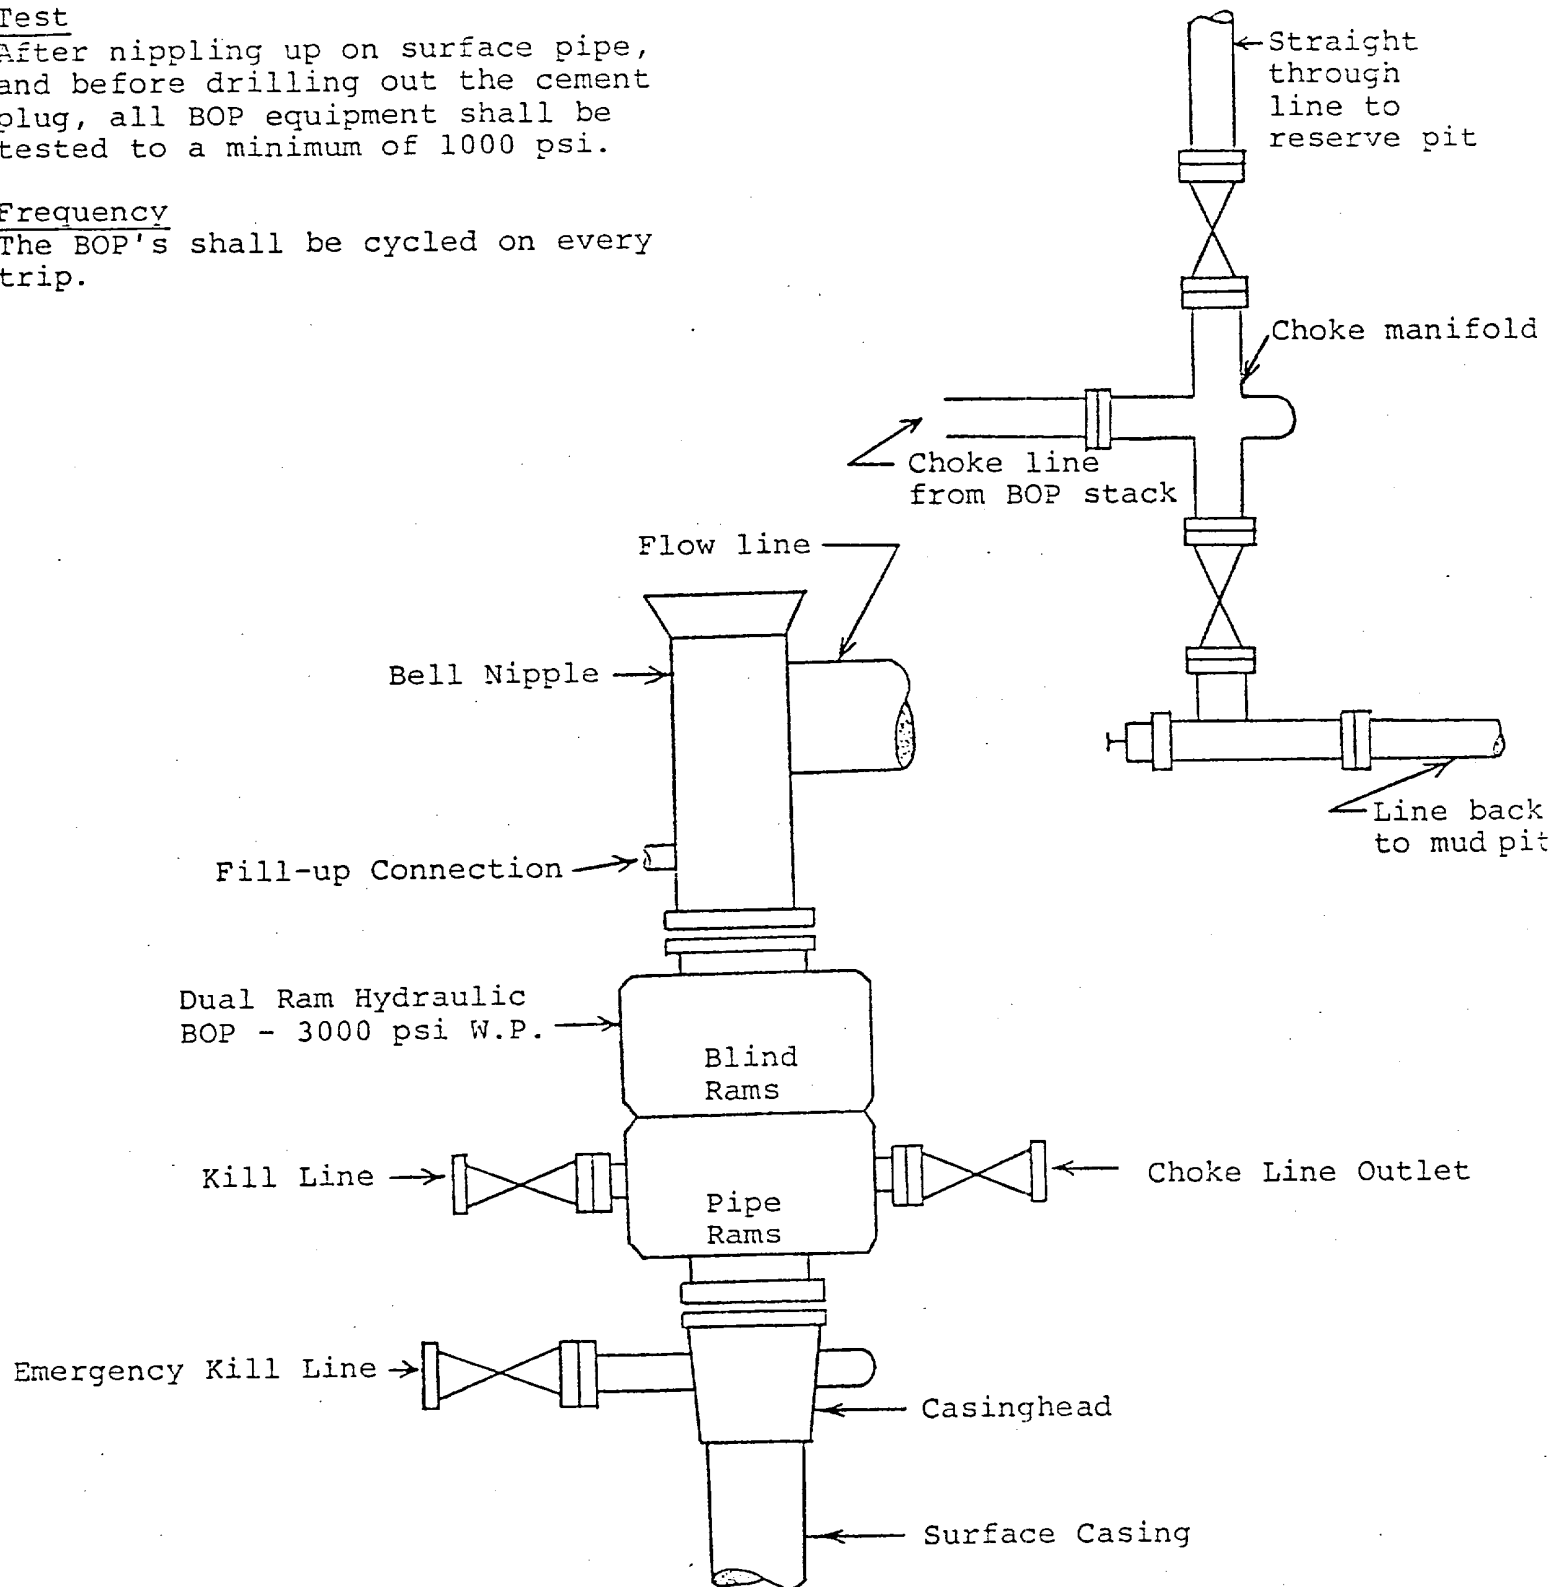 Test
After nippling up on surface pipe,
and before drilling out the cement
plug, all BOP equipment shall be
tested to a minimum of 1000 psi.
Frequency
The BOP's shall be cycled on every
trip.
Straight
through
line to
reserve pit
Choke manifold
Choke line
from BOP stack
Flow line
Bell Nipple
Line back
to mud pit
Fill-up Connection
Dual Ram Hydraulic
BOP - 3000 psi W.P.
Blind
Rams
Kill Line
Choke Line Outlet
Pipe
Rams
Emergency Kill Line
Casinghead
Surface Casing